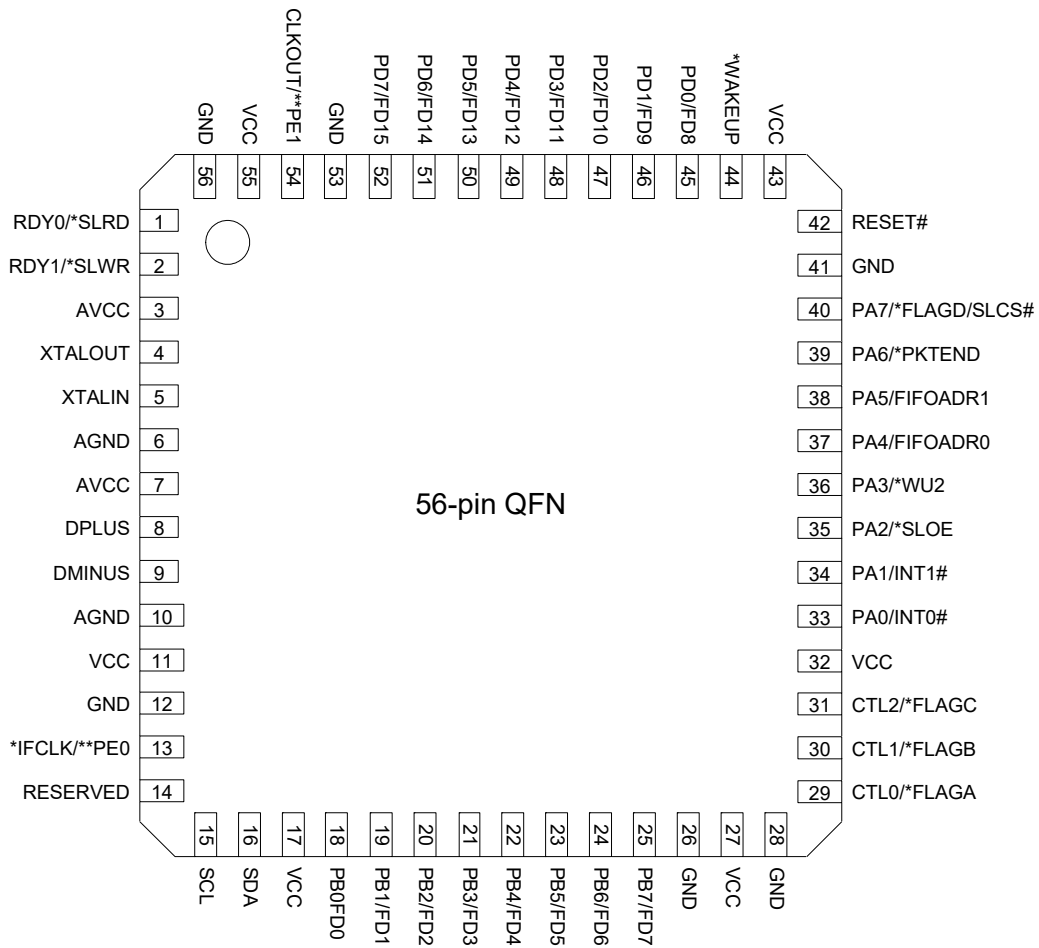 GND
VCC
CLKOUT/**PE1
GND
PD7/FD15
PD6/FD14
PD5/FD13
PD4/FD12
PD3/FD11
PD2/FD10
PD1/FD9
PD0/FD8
*WAKEUP
VCC
56
55
54
53
52
51
50
49
48
47
46
45
44
43
RDY0/*SLRD 1
RDY1/*SLWR 2
AVCC 3
XTALOUT 4
XTALIN 5
AGND 6
AVCC 7
DPLUS 8
DMINUS 9
AGND 10
VCC 11
GND 12
*IFCLK/**PE0 13
RESERVED 14
56-pin QFN
42 RESET#
41 GND
40 PA7/*FLAGD/SLCS#
39 PA6/*PKTEND
38 PA5/FIFOADR1
37 PA4/FIFOADR0
36 PA3/*WU2
35 PA2/*SLOE
34 PA1/INT1#
33 PA0/INT0#
32 VCC
31 CTL2/*FLAGC
30 CTL1/*FLAGB
29 CTL0/*FLAGA
15
16
17
18
19
20
21
22
23
24
25
26
27
28
SCL
SDA
VCC
PB0FD0
PB1/FD1
PB2/FD2
PB3/FD3
PB4/FD4
PB5/FD5
PB6/FD6
PB7/FD7
GND
VCC
GND